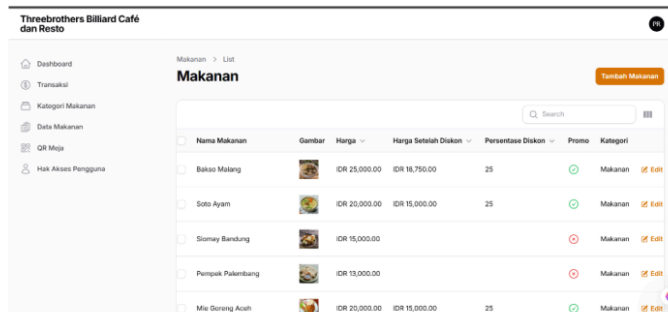 Threebrothers Billiard Café
dan Resto
PR
Dashboard
Transaksi
Kategori Makanan
Data Makanan
QR Meja
Hak Akses Pengguna
Makanan > List
Makanan
Tambah Makanan
Search
Nama Makanan Gambar Harga Harga Setelah Diskon Persentase Diskon Promo Kategori
Bakso Malang IDR 25,000.00 IDR 18,750.00 25 Makanan Edit
Soto Ayam IDR 20,000.00 IDR 15,000.00 25 Makanan Edit
Siomay Bandung IDR 15,000.00 Makanan Edit
Pempek Palembang IDR 13,000.00 Makanan Edit
Mie Goreng Aceh IDR 20,000.00 IDR 15,000.00 25 Makanan Edit